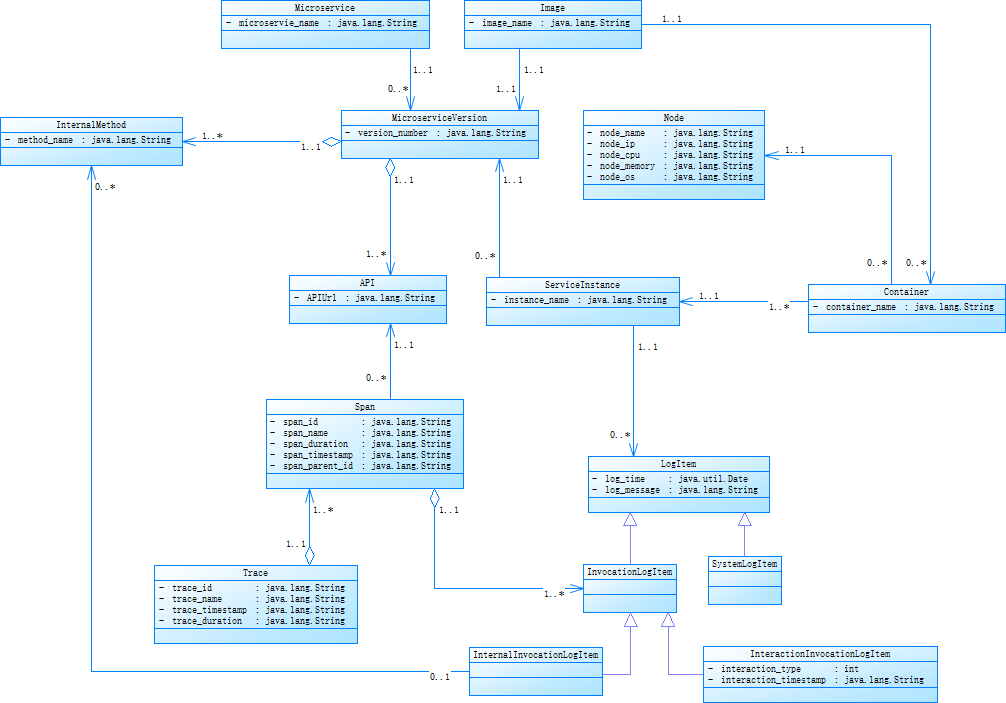 Microservice
- microservie_name : java.lang.String
Image
- image_name : java.lang.String
1..1
1..1
0..*
1..1
1..1
InternalMethod
- method_name : java.lang.String
1..*
1..1
MicroserviceVersion
- version_number : java.lang.String
Node
- node_name : java.lang.String
- node_ip : java.lang.String
- node_cpu : java.lang.String
- node_memory : java.lang.String
- node_os : java.lang.String
1..1
0..*
1..1
1..1
1..*
0..*
0..*
0..*
API
- APIUrl : java.lang.String
ServiceInstance
- instance_name : java.lang.String
1..1
1..*
Container
- container_name : java.lang.String
1..1
0..*
1..1
0..*
Span
- span_id : java.lang.String
- span_name : java.lang.String
- span_duration : java.lang.String
- span_timestamp : java.lang.String
- span_parent_id : java.lang.String
LogItem
- log_time : java.util.Date
- log_message : java.lang.String
1..*
1..1
1..1
Trace
- trace_id : java.lang.String
- trace_name : java.lang.String
- trace_timestamp : java.lang.String
- trace_duration : java.lang.String
1..*
InvocationLogItem
SystemLogItem
InternalInvocationLogItem
0..1
InteractionInvocationLogItem
- interaction_type : int
- interaction_timestamp : java.lang.String